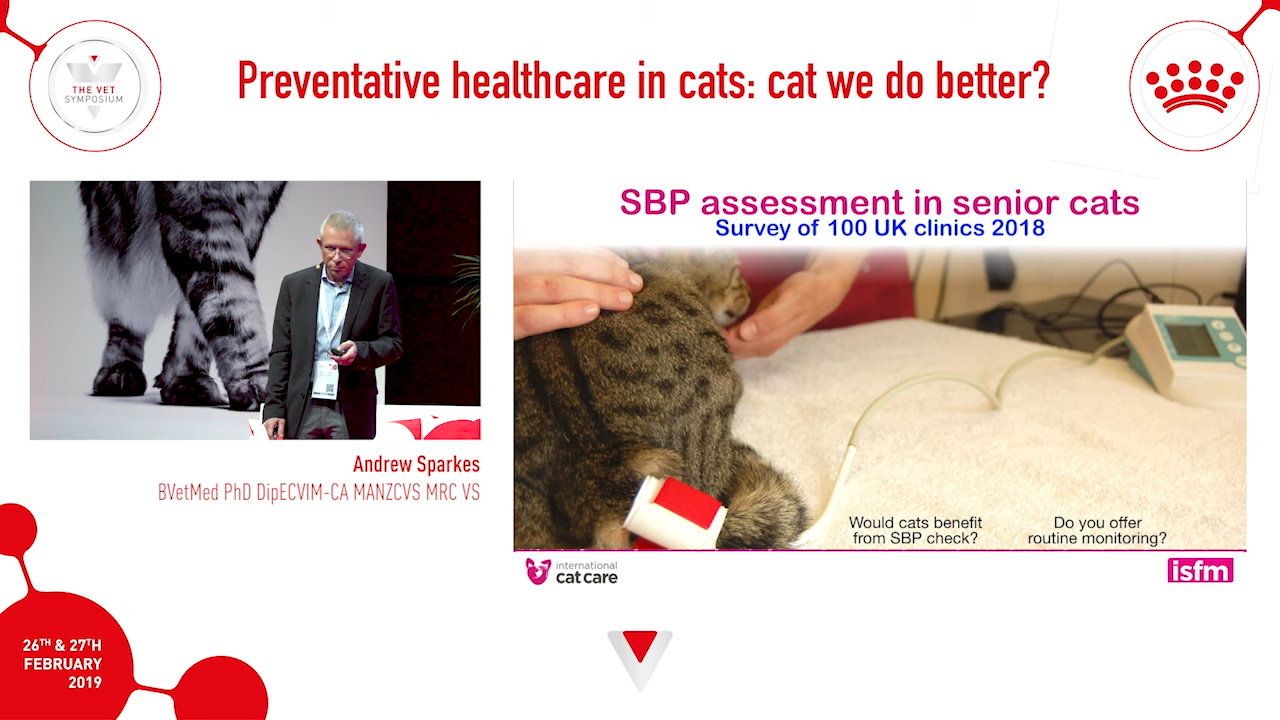 Preventative healthcare in cats: cat we do better?
THE VET
SYMPOSIUM
SBP assessment in senior cats
Survey of 100 UK clinics 2018
Would cats benefit
from SBP check?
Do you offer
routine monitoring?
international
cat care
isfm
Andrew Sparkes
BVetMed PhD DipECVIM-CA MANZCVS MRC VS
26TH & 27TH
FEBRUARY
2019